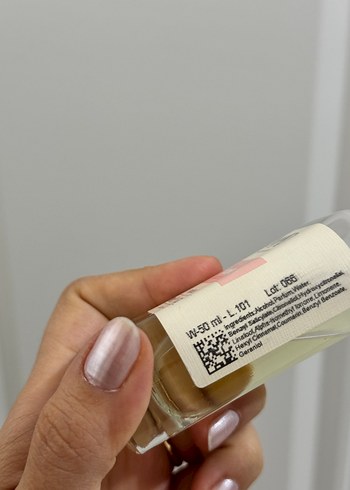 W-50 ml - L.101 Lot: 086
Ingredients: Alcohol, Parfum, Water,
Benzyl Salicylate, Citronellol, Hydroxycitronellal,
Linalool, Alpha-Isomethyl Ionone, Limonene,
Hexyl Cinnamal, Coumarin, Benzyl Benzoate,
Geraniol